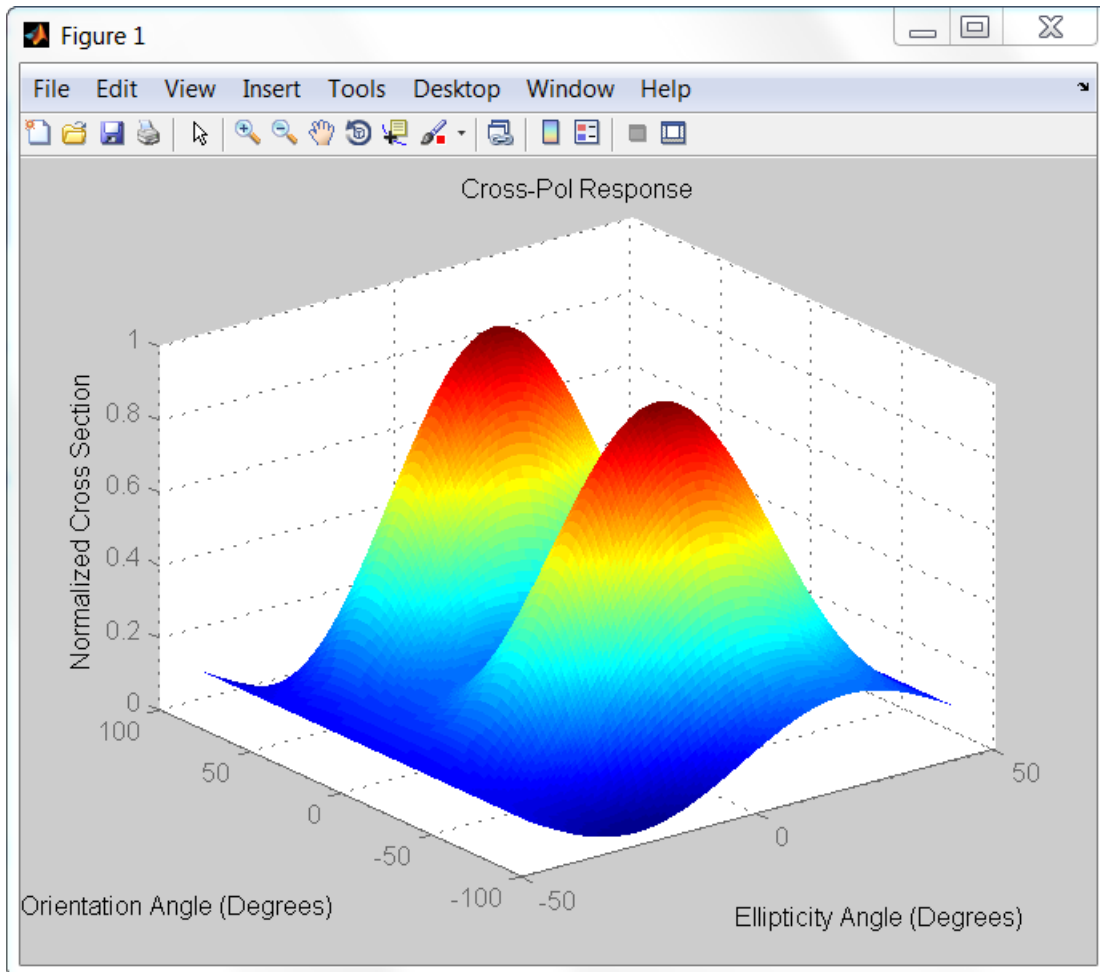 Figure 1
File Edit View Insert Tools Desktop Window Help
Cross-Pol Response
Normalized Cross Section
1
0.8
0.6
0.4
0.2
0
100
50
0
-50
-100
-50
0
50
Orientation Angle (Degrees)
Ellipticity Angle (Degrees)